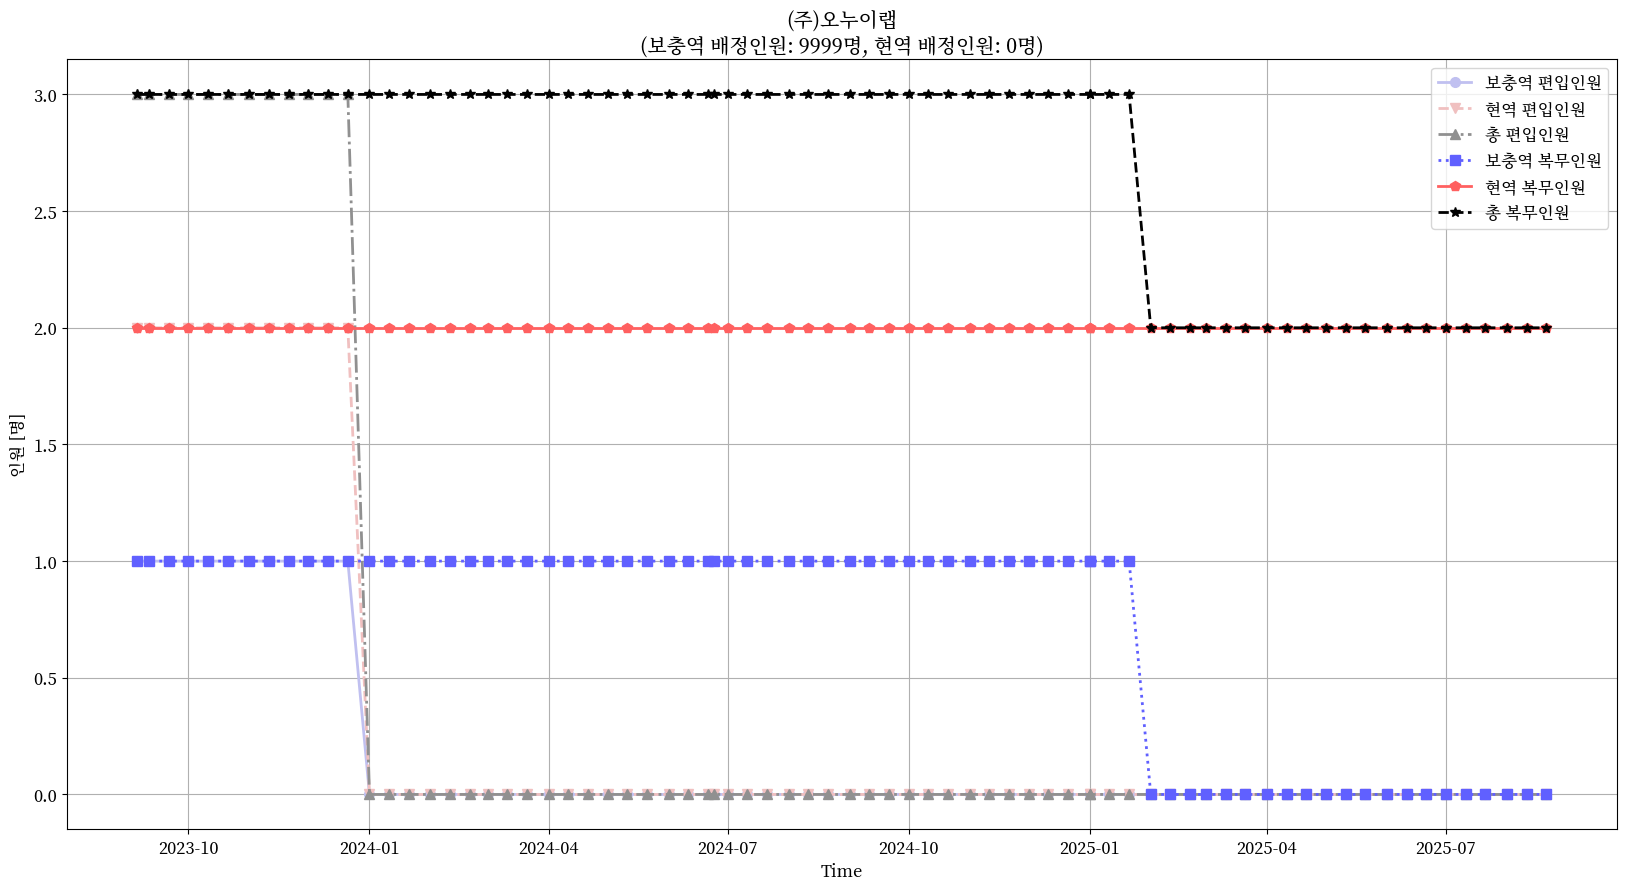 (주)오누이랩
(보충역 배정인원: 9999명, 현역 배정인원: 0명)
보충역 편입인원
현역 편입인원
총 편입인원
보충역 복무인원
현역 복무인원
총 복무인원
인원 [명]
3.0
2.5
2.0
1.5
1.0
0.5
0.0
2023-10 2024-01 2024-04 2024-07 2024-10 2025-01 2025-04 2025-07
Time